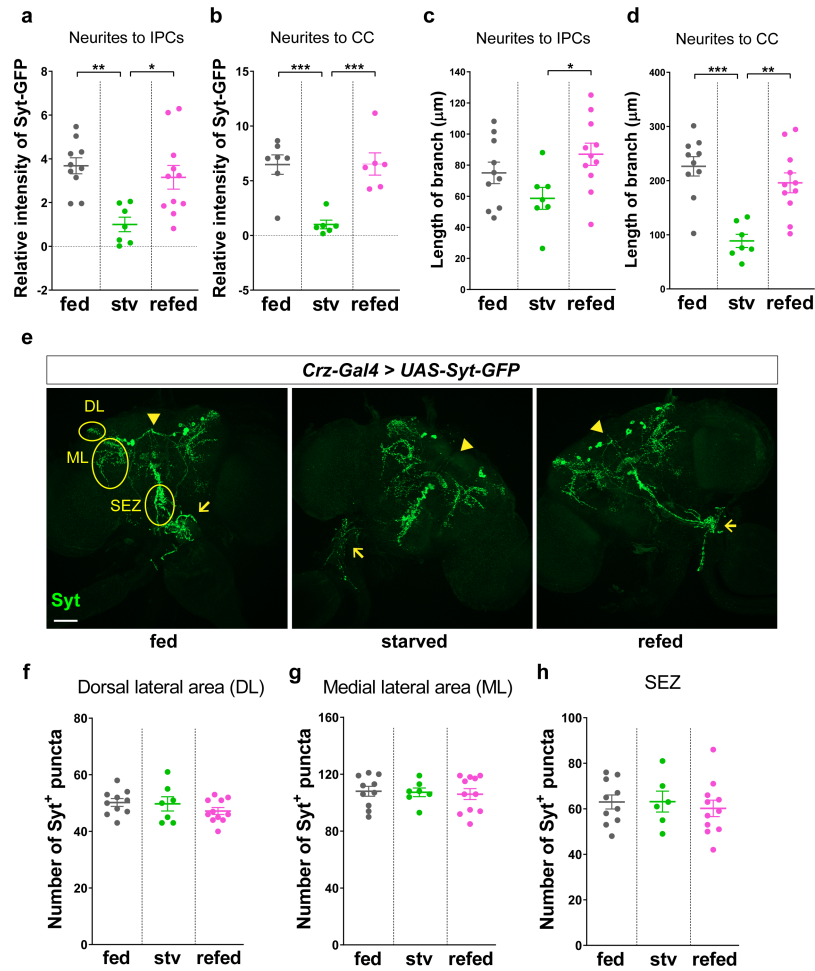 a
Neurites to IPCs
** *
Relative intensity of Syt-GFP
8
6
4
2
0
-2
fed stv refed
b
Neurites to CC
*** ***
Relative intensity of Syt-GFP
15
10
5
0
-5
fed stv refed
c
Neurites to IPCs
*
Length of branch (μm)
140
120
100
80
60
40
20
0
fed stv refed
d
Neurites to CC
*** **
Length of branch (μm)
400
300
200
100
0
fed stv refed
e
Crz-Gal4 > UAS-Syt-GFP
DL
ML
SEZ
Syt
fed starved refed
f
Dorsal lateral area (DL)
Number of Syt+ puncta
80
60
40
20
0
fed stv refed
g
Medial lateral area (ML)
Number of Syt+ puncta
160
120
80
40
0
fed stv refed
h
SEZ
Number of Syt+ puncta
100
80
60
40
20
0
fed stv refed